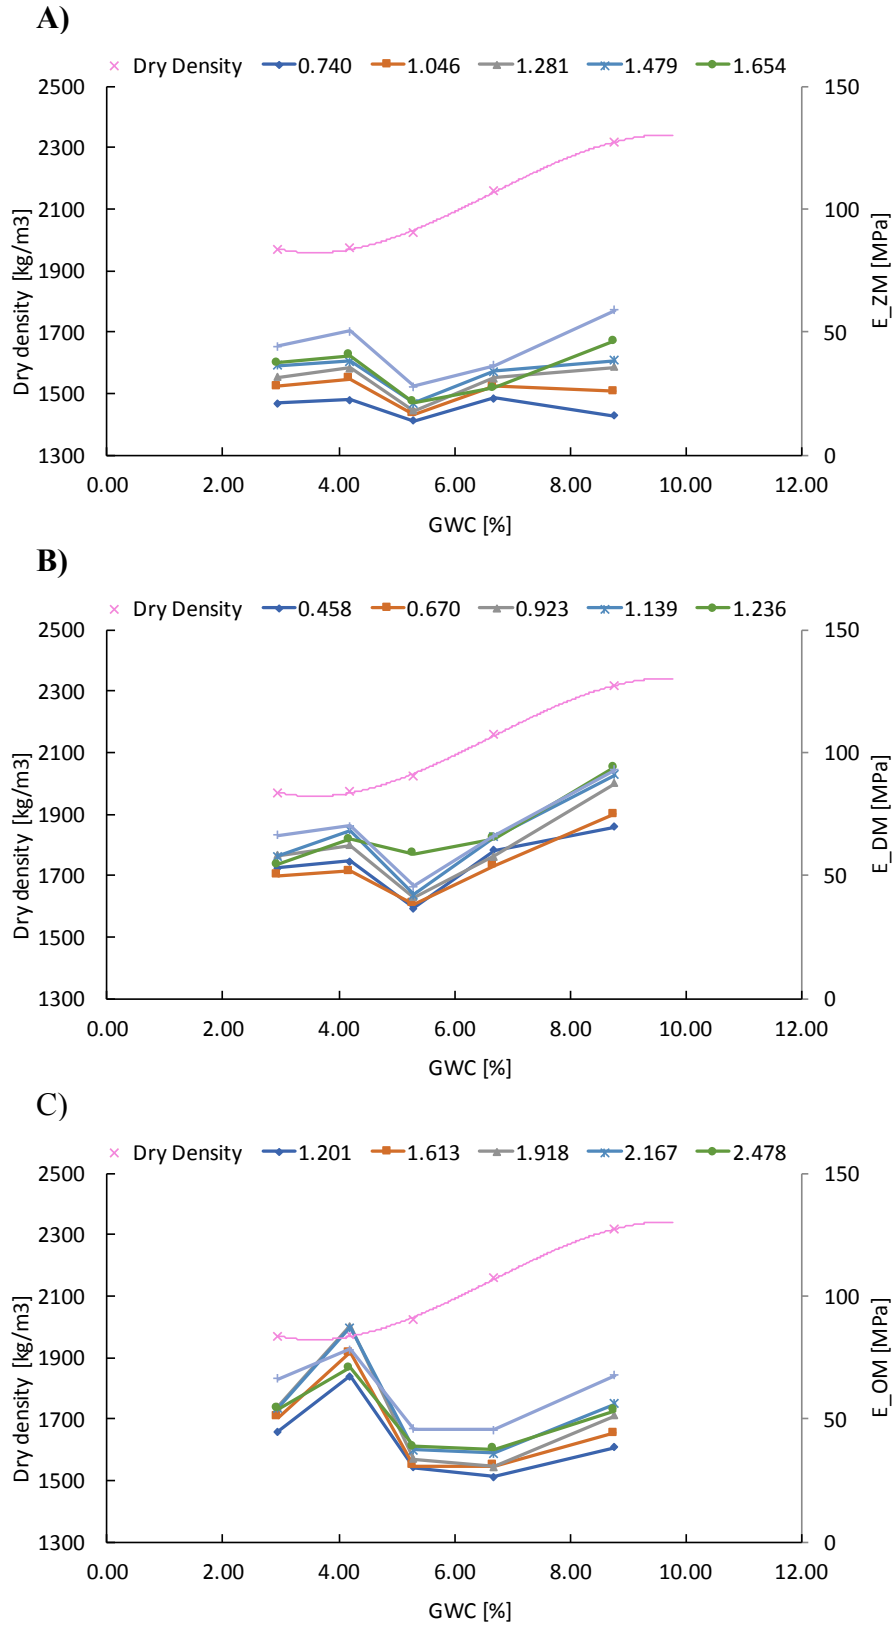 A)
Dry Density 0.740 1.046 1.281 1.479 1.654
2500 150
2300
2100 100
1900
1700 50
1500
1300 0
0.00 2.00 4.00 6.00 8.00 10.00 12.00
Dry density [kg/m3]
E_ZM [MPa]
GWC [%]
B)
Dry Density 0.458 0.670 0.923 1.139 1.236
2500 150
2300
2100 100
1900
1700 50
1500
1300 0
0.00 2.00 4.00 6.00 8.00 10.00 12.00
Dry density [kg/m3]
E_DM [MPa]
GWC [%]
C)
Dry Density 1.201 1.613 1.918 2.167 2.478
2500 150
2300
2100 100
1900
1700 50
1500
1300 0
0.00 2.00 4.00 6.00 8.00 10.00 12.00
Dry density [kg/m3]
E_OM [MPa]
GWC [%]